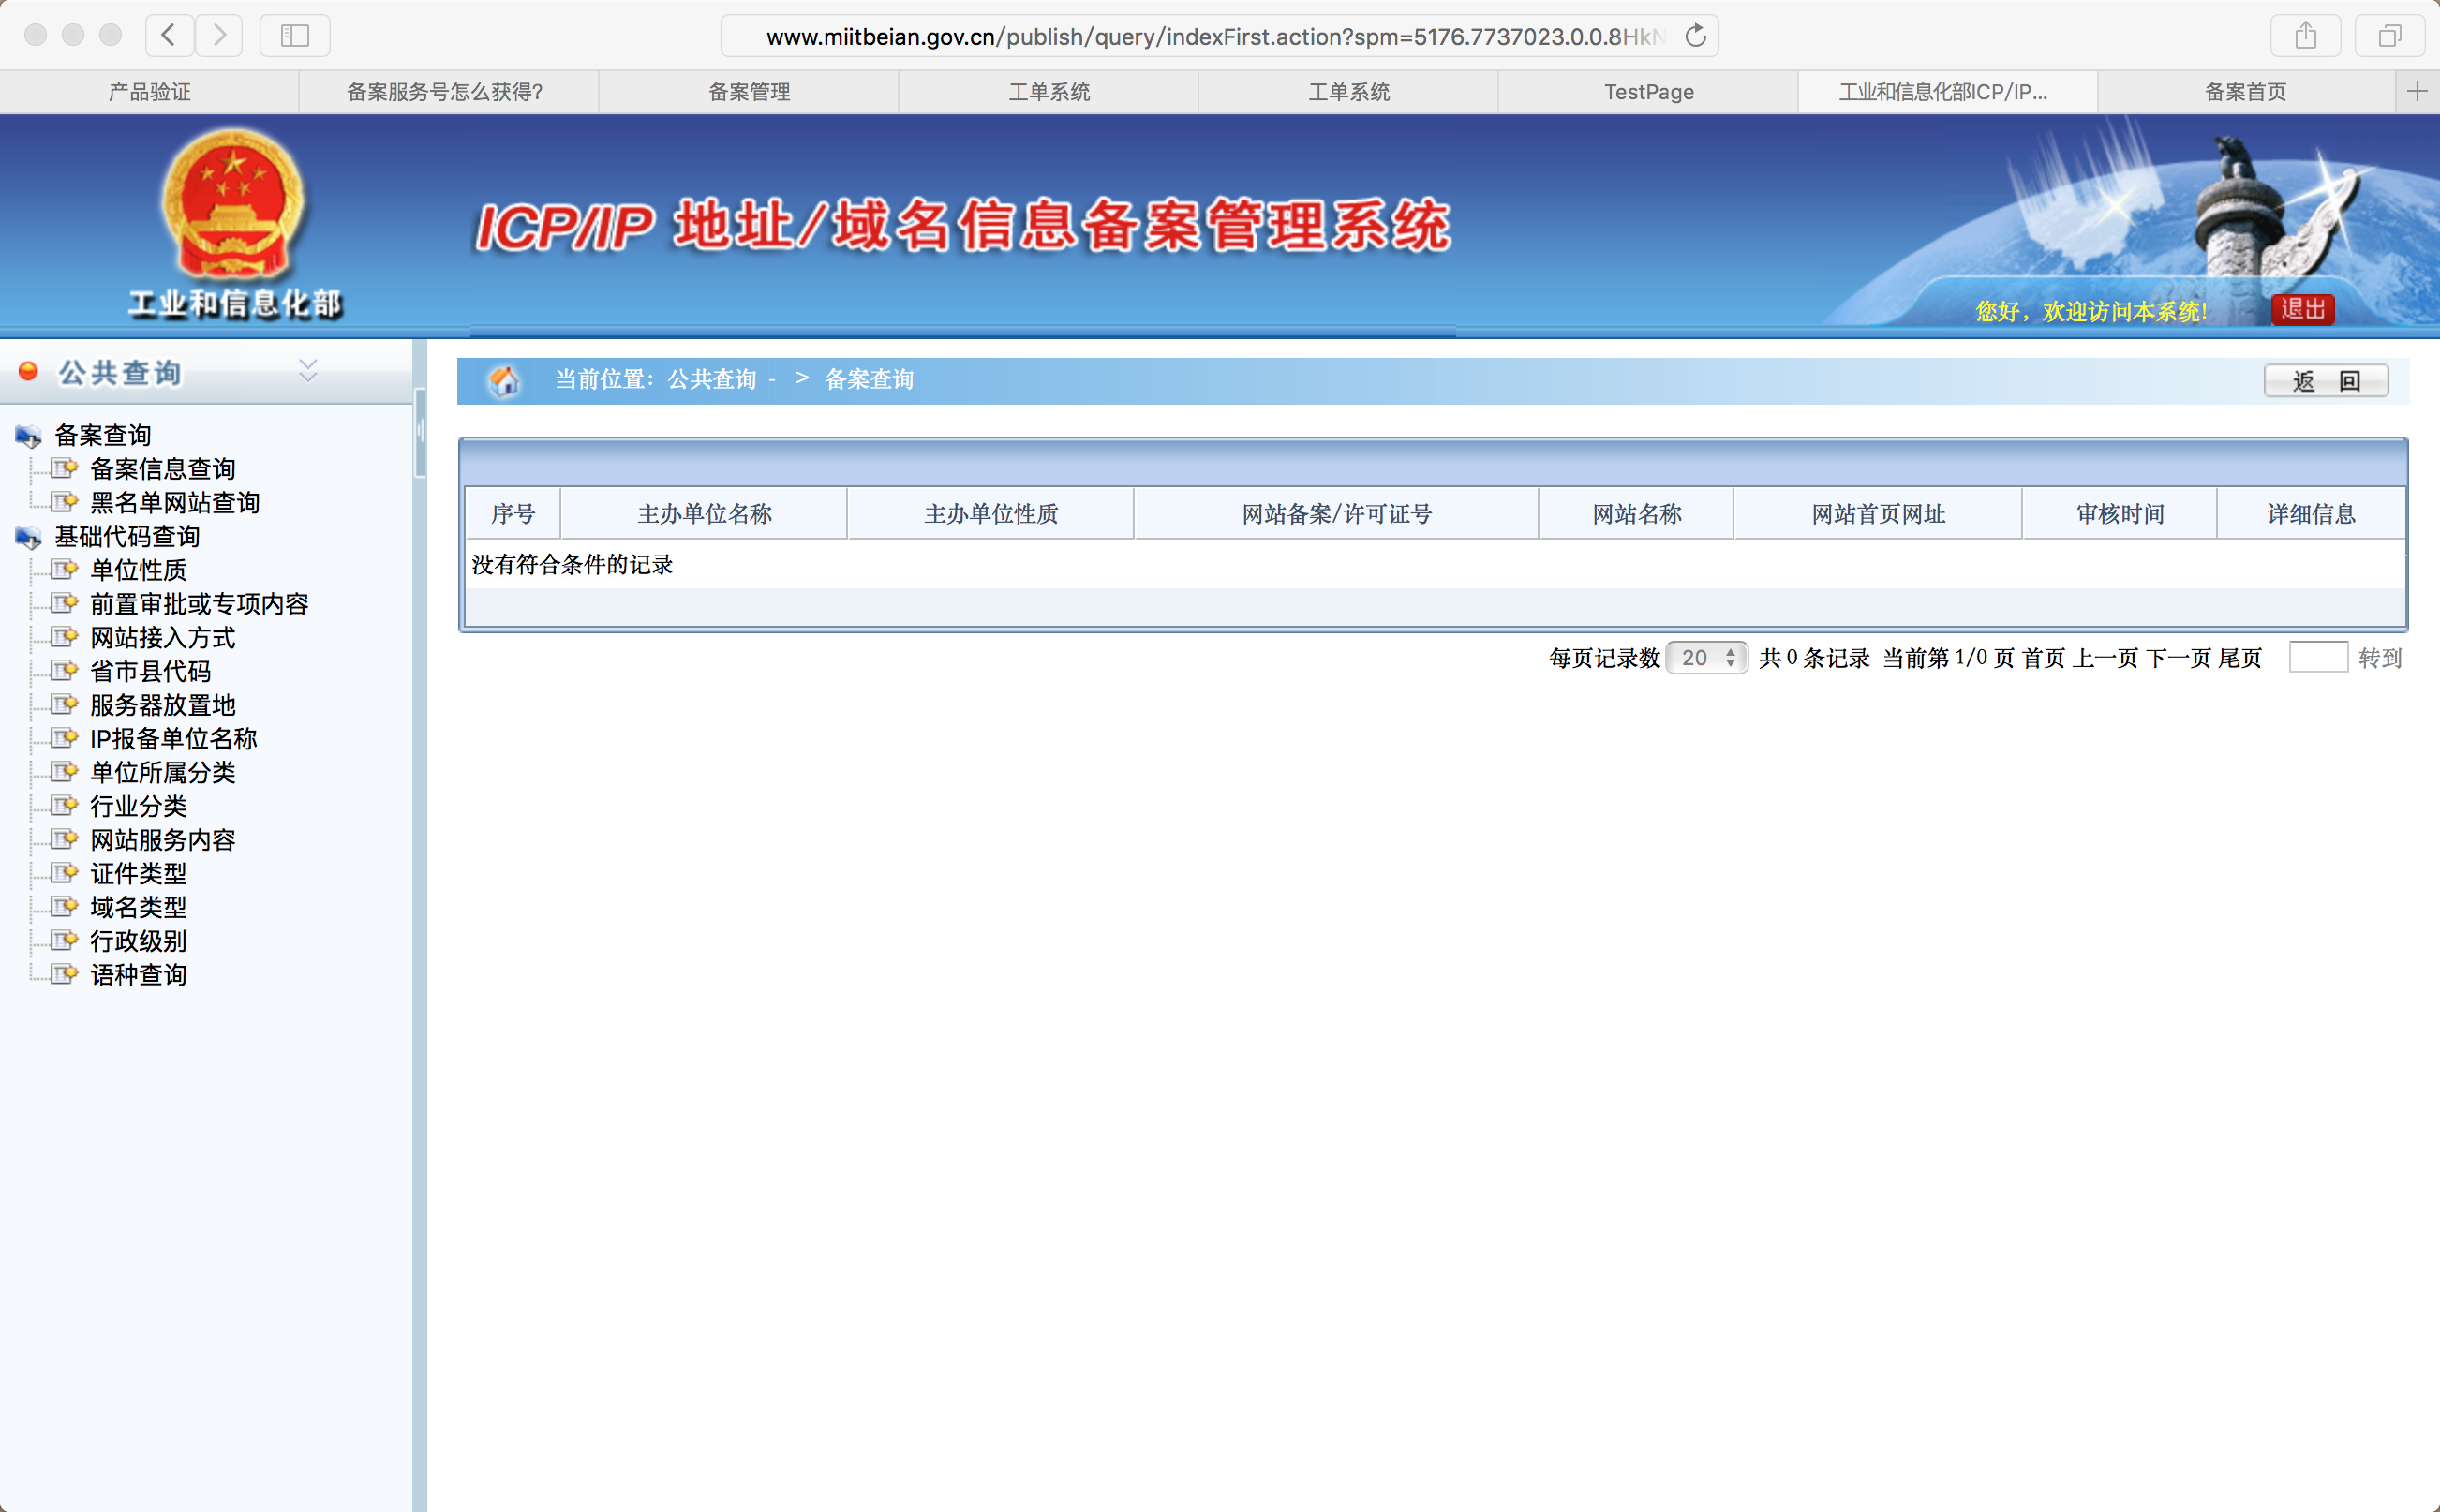 www.miitbeian.gov.cn/publish/query/indexFirst.action?spm=5176.7737023.0.0.8HkN
产品验证
备案服务号怎么获得?
备案管理
工单系统
工单系统
TestPage
工业和信息化部ICP/IP...
备案首页
工业和信息化部
ICP/IP 地址/域名信息备案管理系统
您好，欢迎访问本系统!
退出
公共查询
备案查询
备案信息查询
黑名单网站查询
基础代码查询
单位性质
前置审批或专项内容
网站接入方式
省市县代码
服务器放置地
IP报备单位名称
单位所属分类
行业分类
网站服务内容
证件类型
域名类型
行政级别
语种查询
当前位置：公共查询 - > 备案查询
返 回
序号 主办单位名称 主办单位性质 网站备案/许可证号 网站名称 网站首页网址 审核时间 详细信息
没有符合条件的记录
每页记录数 20 共 0 条记录 当前第 1/0 页 首页 上一页 下一页 尾页 转到